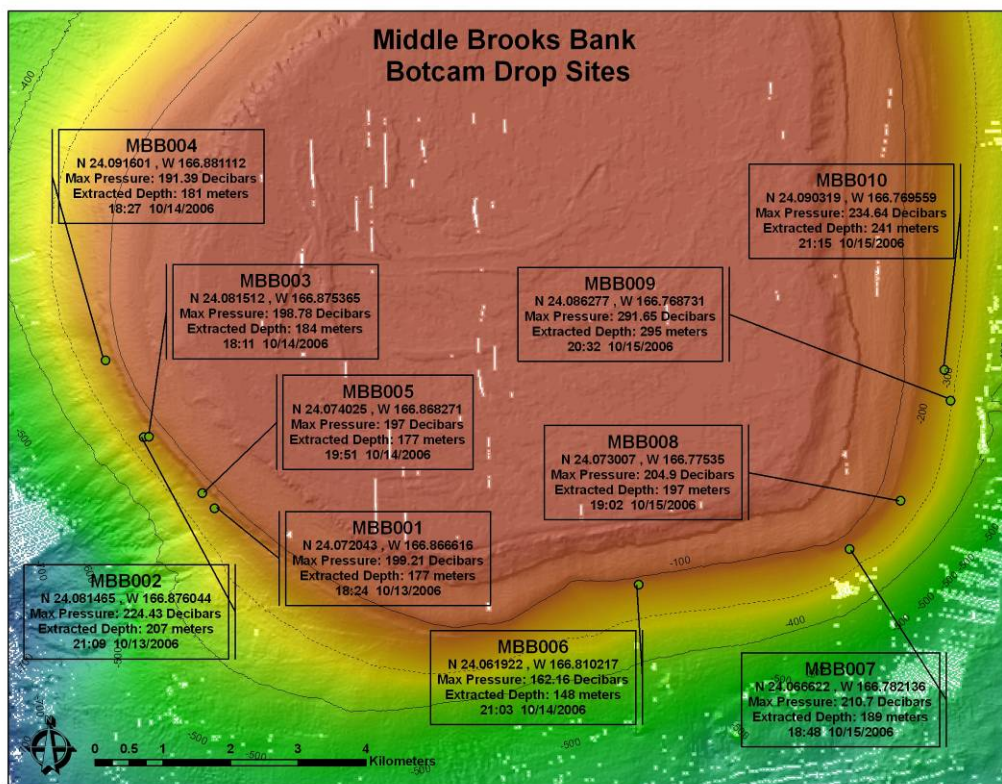 Middle Brooks Bank
Botcam Drop Sites
-400
MBB004
N 24.091601 , W 166.881112
Max Pressure: 191.39 Decibars
Extracted Depth: 181 meters
18:27 10/14/2006
MBB010
N 24.090319 , W 166.769559
Max Pressure: 234.64 Decibars
Extracted Depth: 241 meters
21:15 10/15/2006
MBB003
N 24.081512 , W 166.875365
Max Pressure: 198.78 Decibars
Extracted Depth: 184 meters
18:11 10/14/2006
MBB009
N 24.086277 , W 166.768731
Max Pressure: 291.65 Decibars
Extracted Depth: 295 meters
20:32 10/15/2006
MBB005
N 24.074025 , W 166.868271
Max Pressure: 197 Decibars
Extracted Depth: 177 meters
19:51 10/14/2006
-300
-200
MBB008
N 24.073007 , W 166.77535
Max Pressure: 204.9 Decibars
Extracted Depth: 197 meters
19:02 10/15/2006
-500
MBB001
N 24.072043 , W 166.866616
Max Pressure: 199.21 Decibars
Extracted Depth: 177 meters
18:24 10/13/2006
-500
-100
MBB002
N 24.081465 , W 166.876044
Max Pressure: 224.43 Decibars
Extracted Depth: 207 meters
21:09 10/13/2006
-500
-500
-400
MBB006
N 24.061922 , W 166.810217
Max Pressure: 162.16 Decibars
Extracted Depth: 148 meters
21:03 10/14/2006
MBB007
N 24.066622 , W 166.782136
Max Pressure: 210.7 Decibars
Extracted Depth: 189 meters
18:48 10/15/2006
-500
-500
-500
0 0.5 1 2 3 4
Kilometers